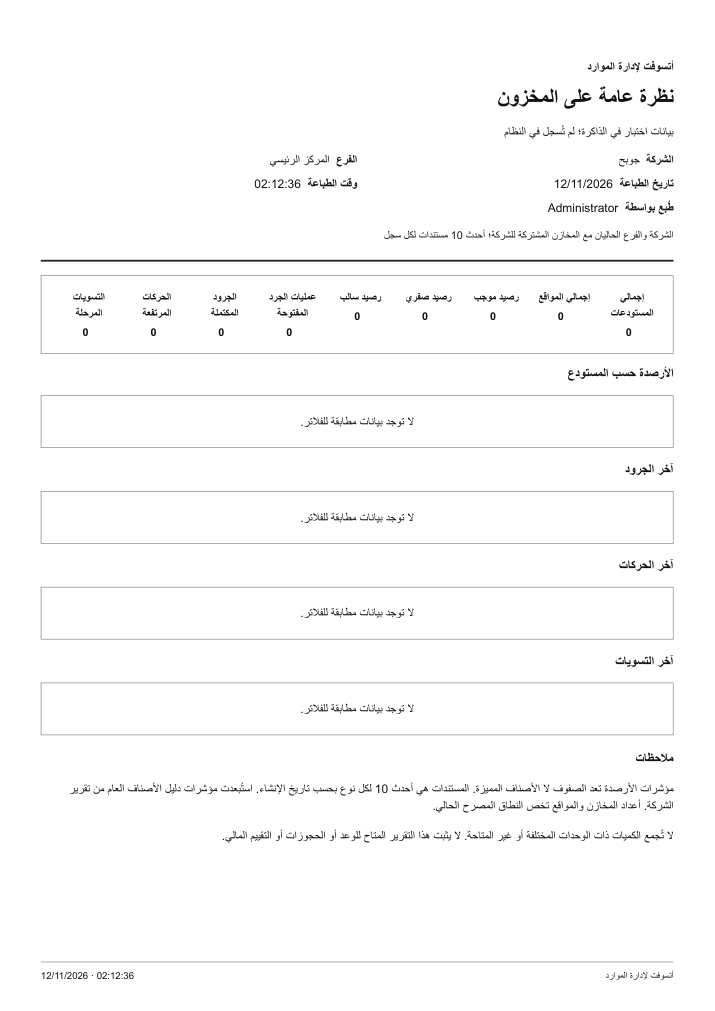 أتسوفت لإدارة الموارد
نظرة عامة على المخزون
بيانات اختبار في الذاكرة؛ لم تُسجل في النظام
الشركة جوبح
الفرع المركز الرئيسي
تاريخ الطباعة 12/11/2026
وقت الطباعة 02:12:36
طُبع بواسطة Administrator
الشركة والفرع الحاليان مع المخازن المشتركة للشركة؛ أحدث 10 مستندات لكل سجل
إجمالي المستودعات
0
إجمالي المواقع
0
رصيد موجب
0
رصيد صفري
0
رصيد سالب
0
عمليات الجرد المفتوحة
0
الجرود المكتملة
0
الحركات المرتفعة
0
التسويات المرحلة
0
الأرصدة حسب المستودع
لا توجد بيانات مطابقة للفلاتر.
آخر الجرود
لا توجد بيانات مطابقة للفلاتر.
آخر الحركات
لا توجد بيانات مطابقة للفلاتر.
آخر التسويات
لا توجد بيانات مطابقة للفلاتر.
ملاحظات
مؤشرات الأرصدة تعد الصفوف لا الأصناف المميزة. المستندات هي أحدث 10 لكل نوع بحسب تاريخ الإنشاء. استُبعدت مؤشرات دليل الأصناف العام من تقرير
الشركة. أعداد المخازن والمواقع تخص النطاق المصرح الحالي.
لا تُجمع الكميات ذات الوحدات المختلفة أو غير المتاحة. لا يثبت هذا التقرير المتاح للوعد أو الحجوزات أو التقييم المالي.
أتسوفت لإدارة الموارد
12/11/2026 · 02:12:36